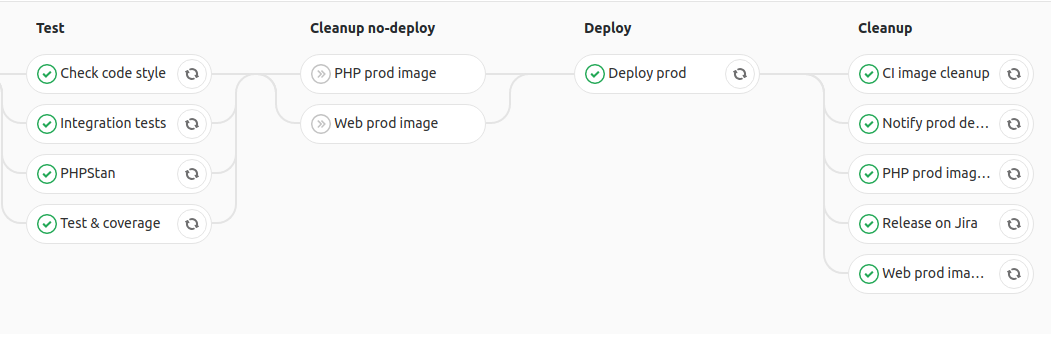 Test
Check code style
Integration tests
PHPStan
Test & coverage
Cleanup no-deploy
PHP prod image
Web prod image
Deploy
Deploy prod
Cleanup
CI image cleanup
Notify prod de...
PHP prod imag...
Release on Jira
Web prod ima...